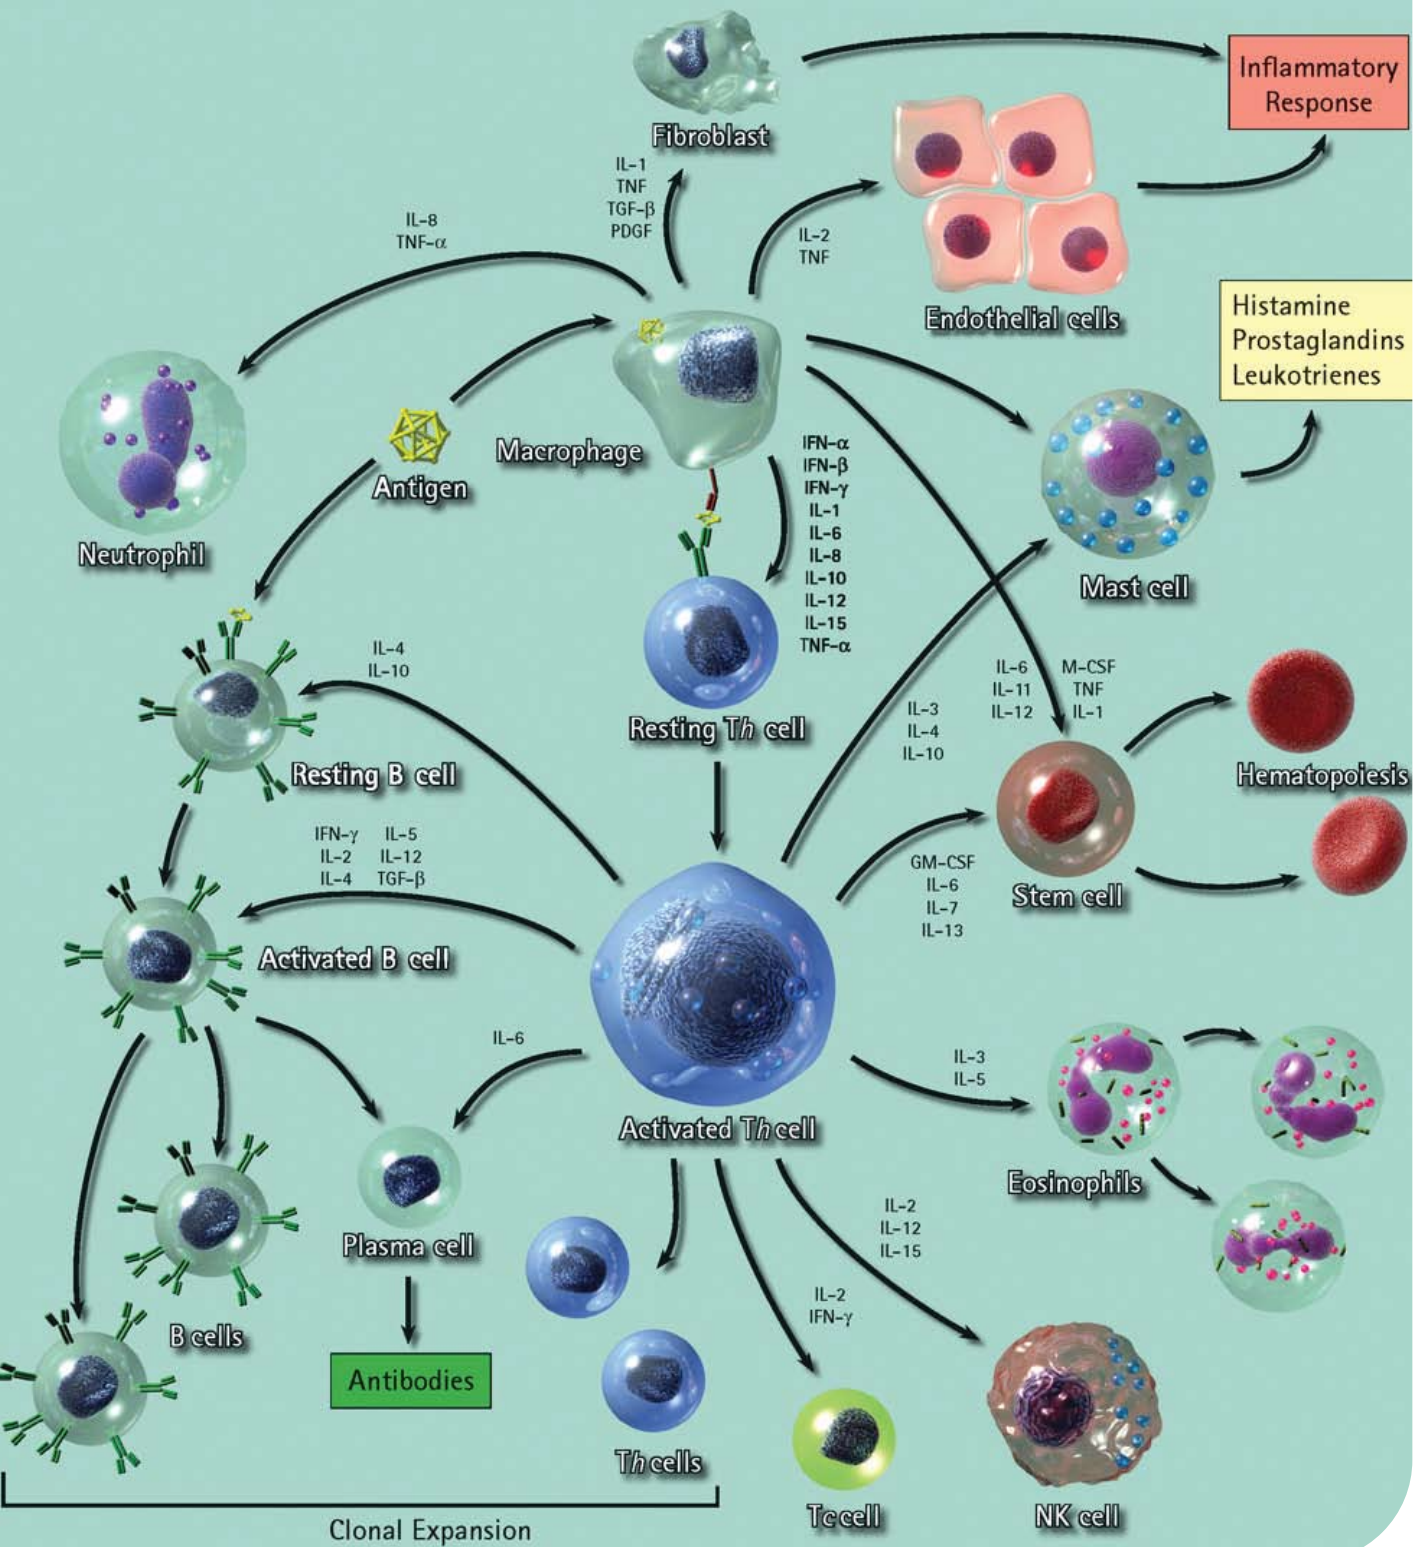 Inflammatory
Response
Fibroblast
IL-1
TNF
TGF-β
PDGF
IL-8
TNF-α
IL-2
TNF
Endothelial cells
Histamine
Prostaglandins
Leukotrienes
Macrophage
Antigen
Neutrophil
IFN-α
IFN-β
IFN-γ
IL-1
IL-6
IL-8
IL-10
IL-12
IL-15
TNF-α
Mast cell
IL-4
IL-10
Resting Th cell
IL-3
IL-4
IL-10
IL-6 M-CSF
IL-11 TNF
IL-12 IL-1
Hematopoiesis
Resting B cell
IFN-γ IL-5
IL-2 IL-12
IL-4 TGF-β
GM-CSF
IL-6
IL-7
IL-13
Stem cell
Activated B cell
IL-6
IL-3
IL-5
Activated Th cell
Eosinophils
Plasma cell
IL-2
IL-12
IL-15
IL-2
IFN-γ
B cells
Antibodies
Th cells
Tc cell
NK cell
Clonal Expansion